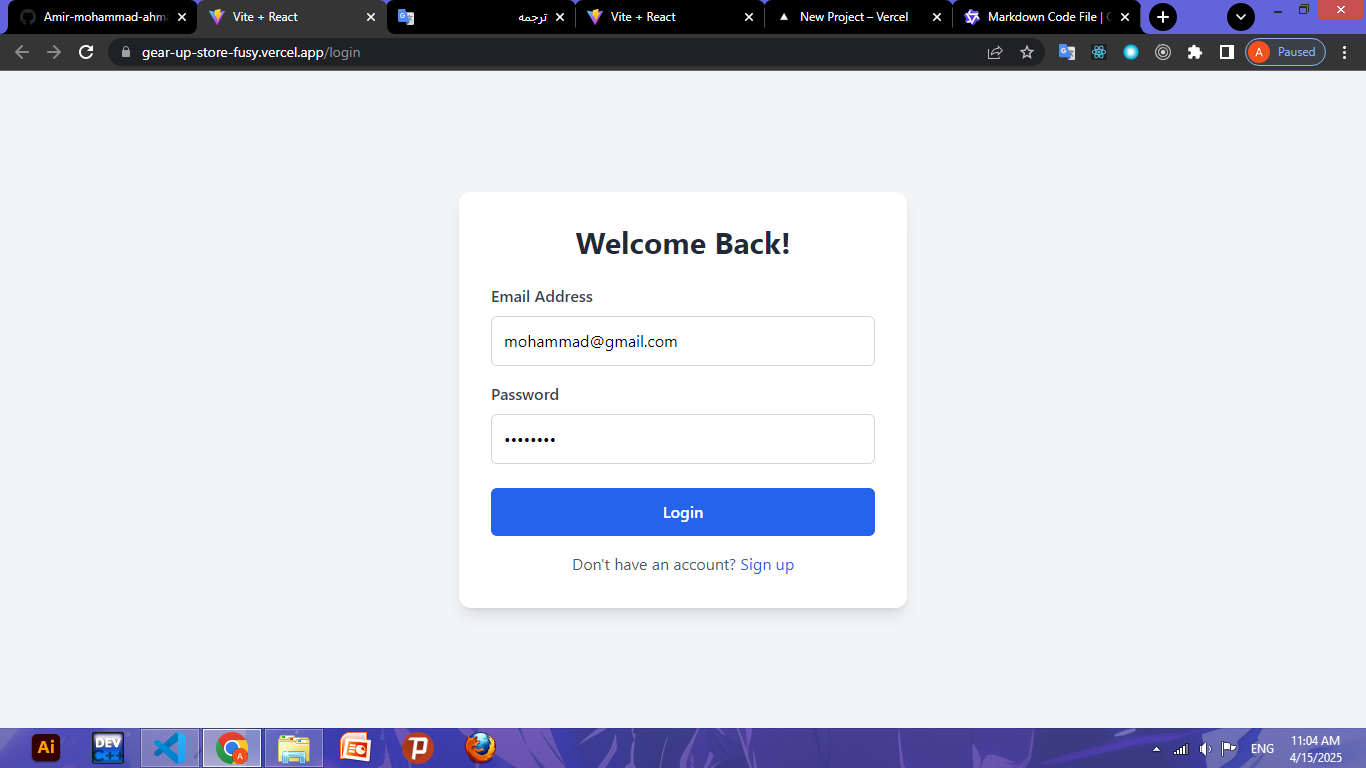 Amir-mohammad-ahma
Vite + React
ترجمه
Vite + React
New Project – Vercel
Markdown Code File |
gear-up-store-fusy.vercel.app/login
A Paused
Welcome Back!
Email Address
mohammad@gmail.com
Password
••••••••
Login
Don't have an account? Sign up
Ai
DEV
C++
A
P
P
ENG
11:04 AM
4/15/2025